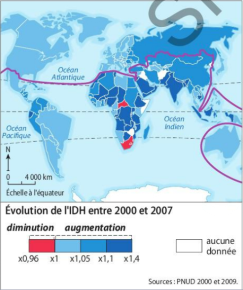 Océan
Atlantique
Océan
Pacifique
Océan
Indien
N
0 4 000 km
Échelle à l'équateur
Évolution de l'IDH entre 2000 et 2007
diminution augmentation
x0,96 x1 x1,05 x1,1 x1,4
aucune
donnée
Sources : PNUD 2000 et 2009.